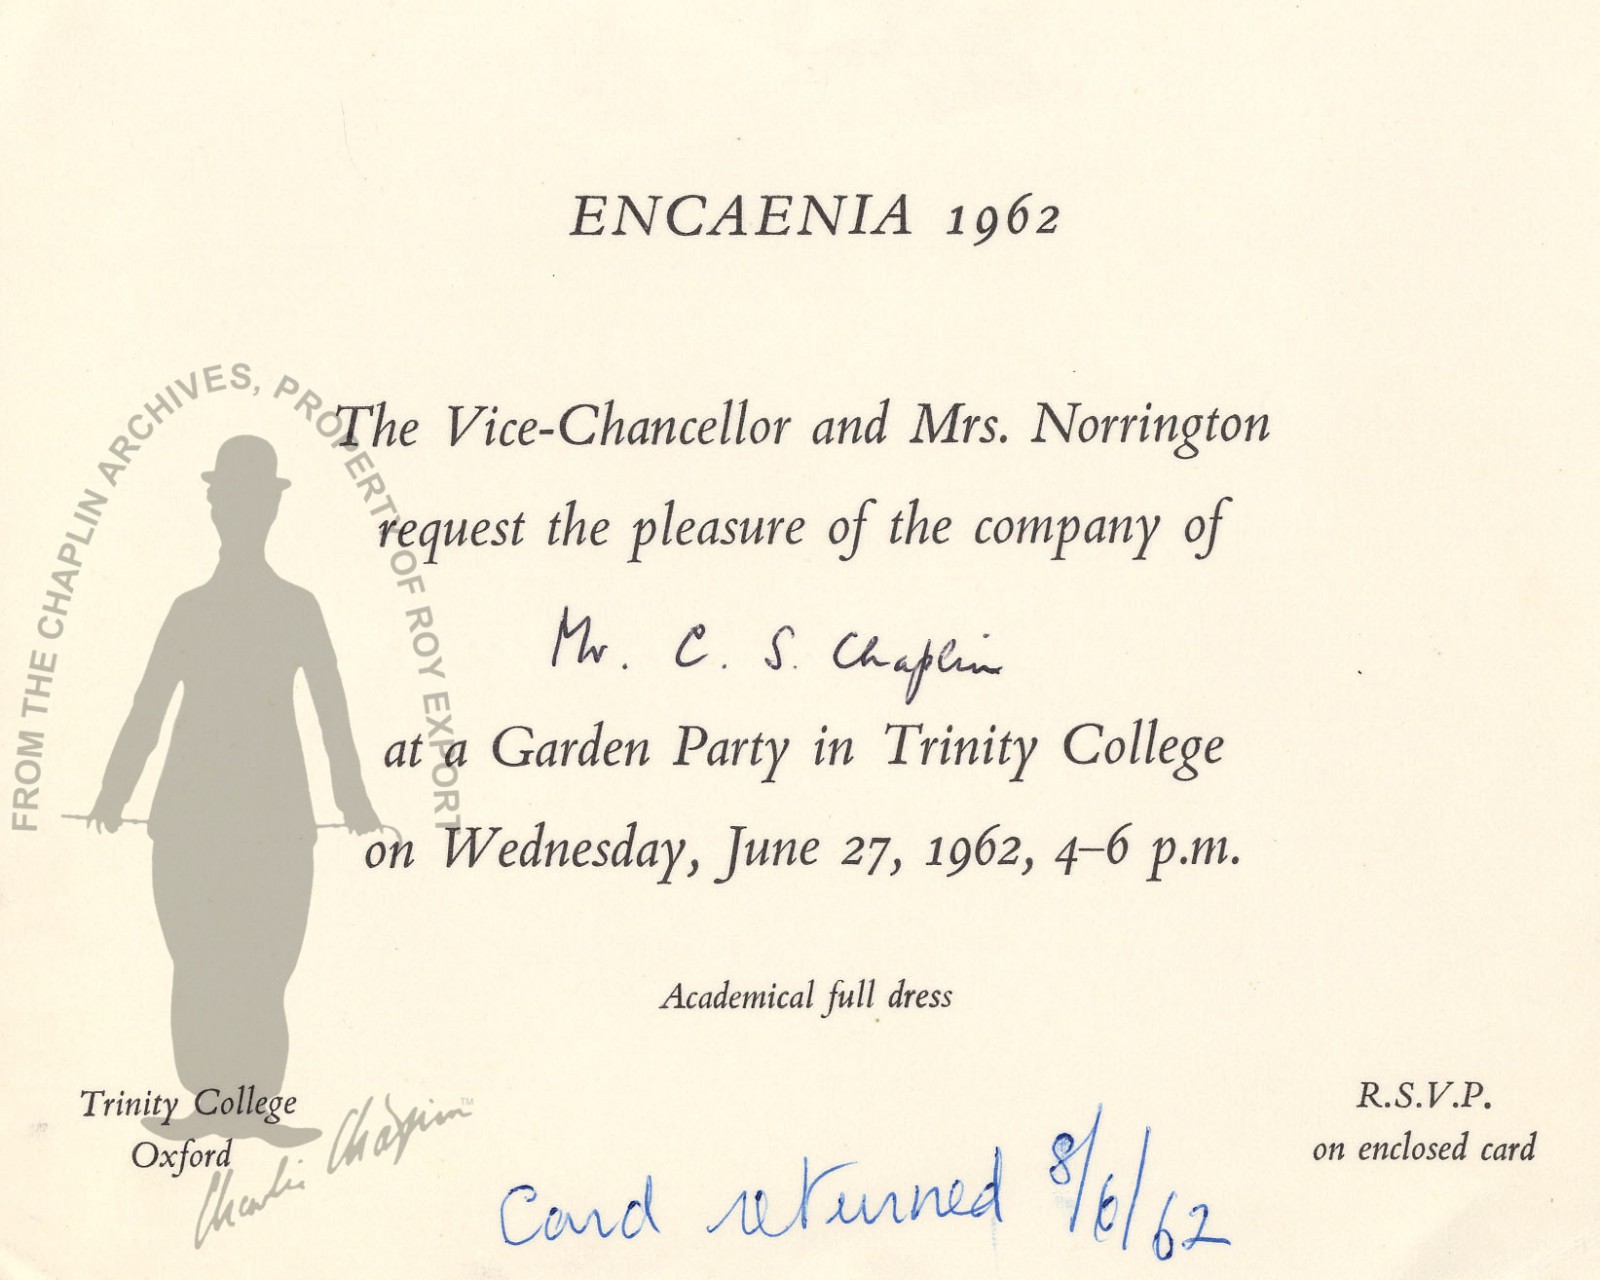 ENCAENIA 1962
FROM THE CHAPLIN ARCHIVES, PROPERTY OF ROY EXPORT
The Vice-Chancellor and Mrs. Norrington
request the pleasure of the company of
Mr. C. S. Chaplin
at a Garden Party in Trinity College
on Wednesday, June 27, 1962, 4–6 p.m.
Academical full dress
Trinity College
Oxford
R.S.V.P.
on enclosed card
Charlie Chaplin™
Card returned 8/6/62